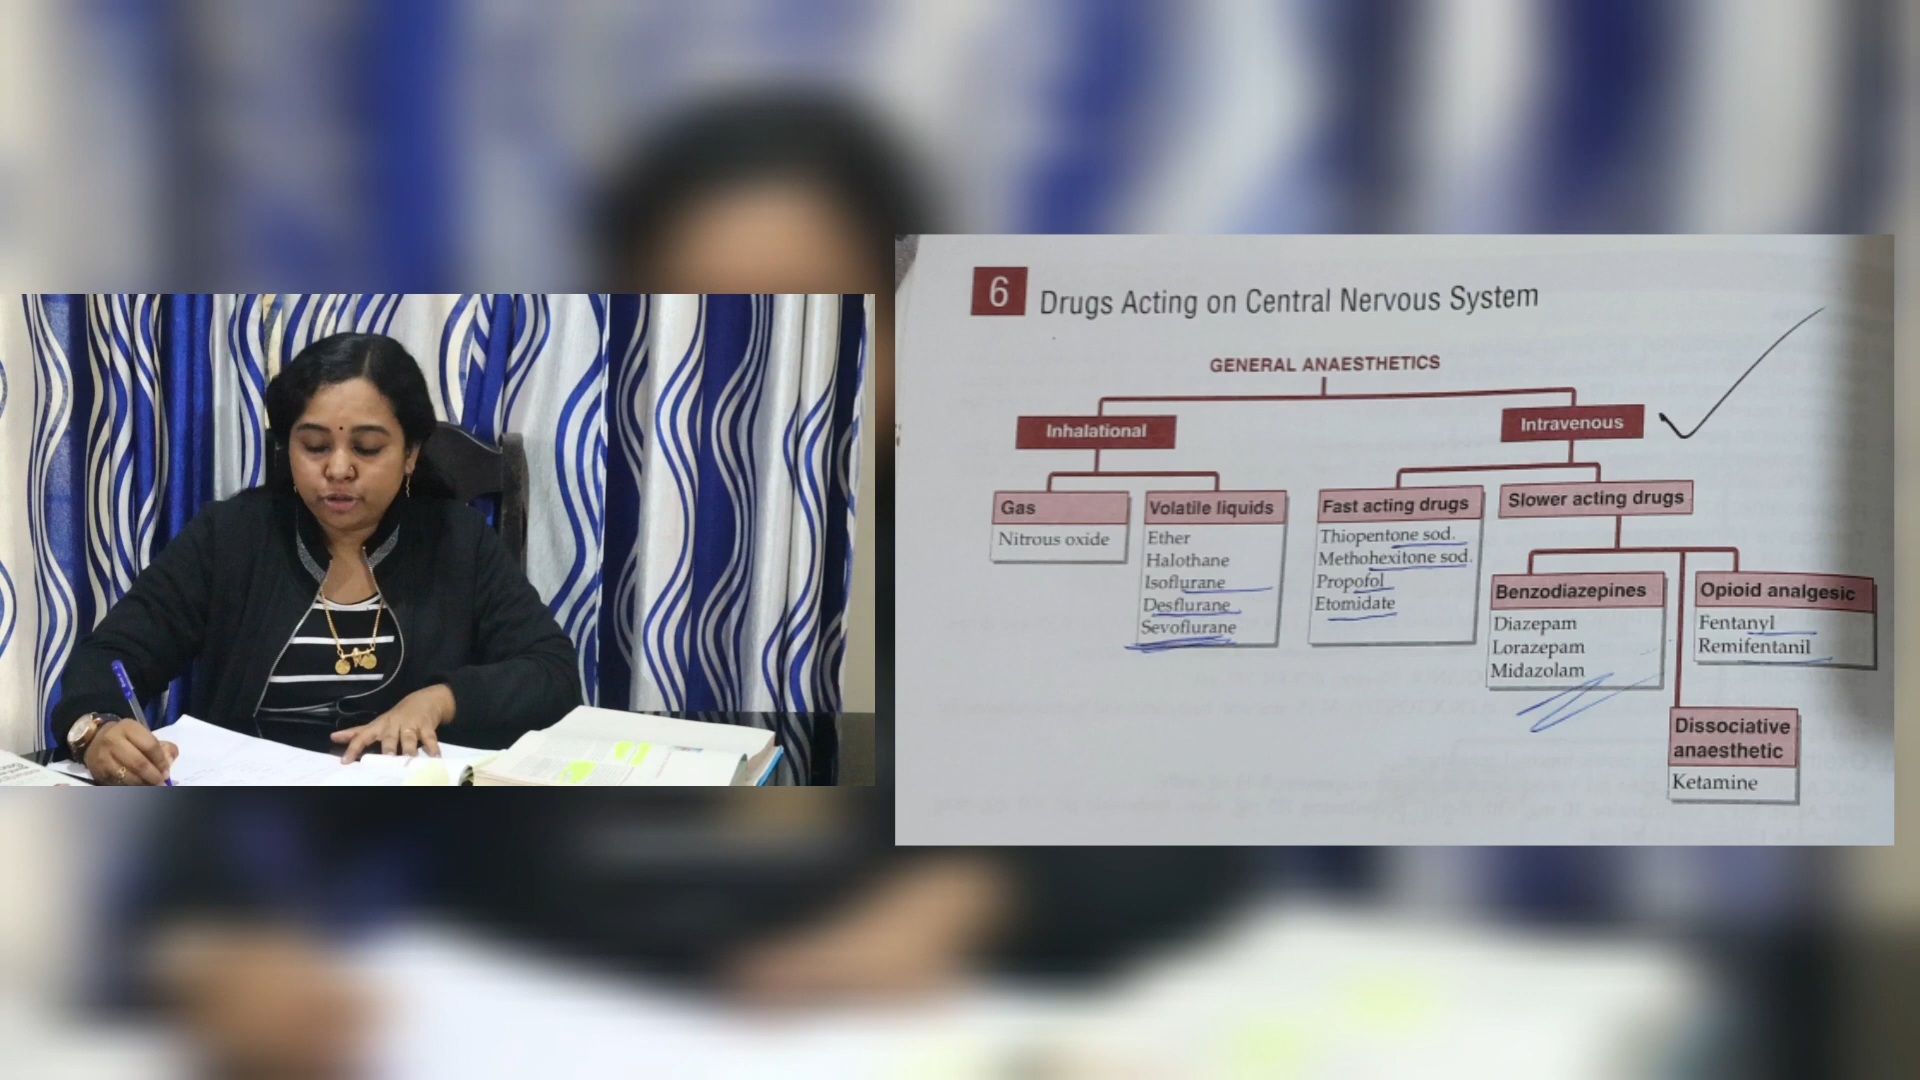 6 Drugs Acting on Central Nervous System
GENERAL ANAESTHETICS
Inhalational
Intravenous
Gas
Nitrous oxide
Volatile liquids
Ether
Halothane
Isoflurane
Desflurane
Sevoflurane
Fast acting drugs
Thiopentone sod.
Methohexitone sod.
Propofol
Etomidate
Slower acting drugs
Benzodiazepines
Diazepam
Lorazepam
Midazolam
Opioid analgesic
Fentanyl
Remifentanil
Dissociative
anaesthetic
Ketamine